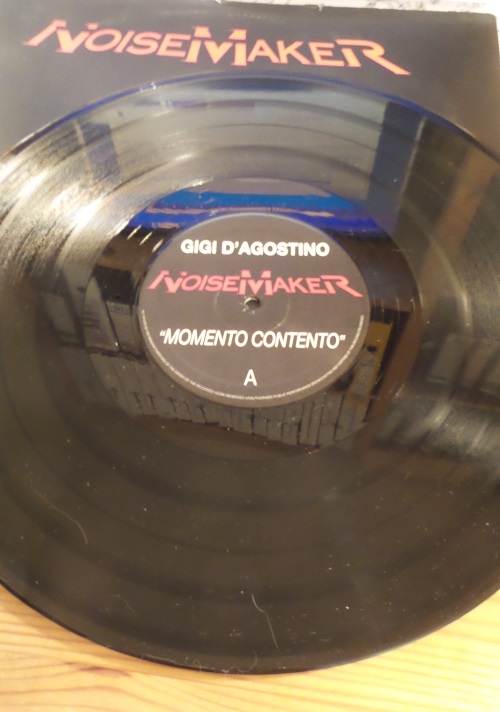 NOISEMAKER
GIGI D'AGOSTINO
NOISEMAKER
"MOMENTO CONTENTO"
A